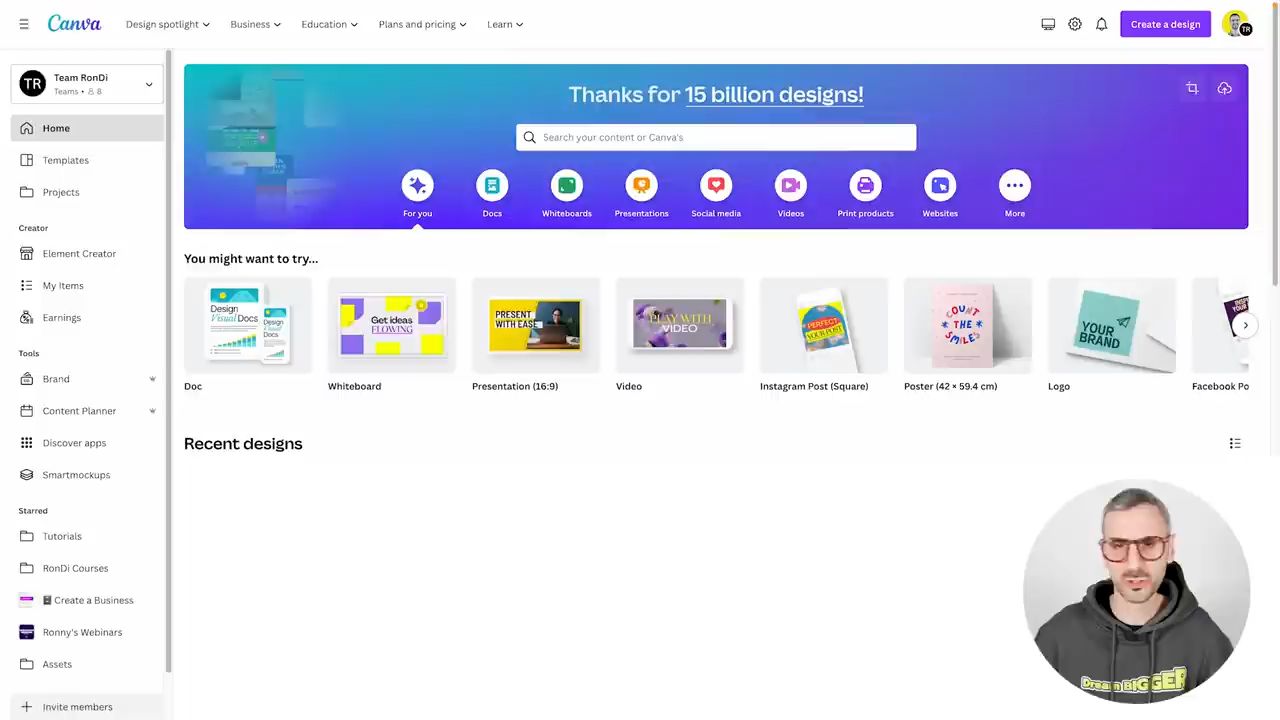 Canva
Design spotlight
Business
Education
Plans and pricing
Learn
Create a design
TR
TR
Team RonDi
Teams • 8
Home
Templates
Projects
Creator
Element Creator
My Items
Earnings
Tools
Brand
Content Planner
Discover apps
Smartmockups
Starred
Tutorials
RonDi Courses
Create a Business
Ronny's Webinars
Assets
Invite members
Thanks for 15 billion designs!
Search your content or Canva's
For you
Docs
Whiteboards
Presentations
Social media
Videos
Print products
Websites
More
You might want to try...
Design
Visual Docs
Design
Visual Docs
Get ideas
FLOWING
PRESENT
WITH EASE
PLAY WITH
VIDEO
PERFECT
YOUR POST
COUNT
THE
SMILES
YOUR
BRAND
Doc
Whiteboard
Presentation (16:9)
Video
Instagram Post (Square)
Poster (42 × 59.4 cm)
Logo
Facebook Po
Recent designs
Dream BIGGER